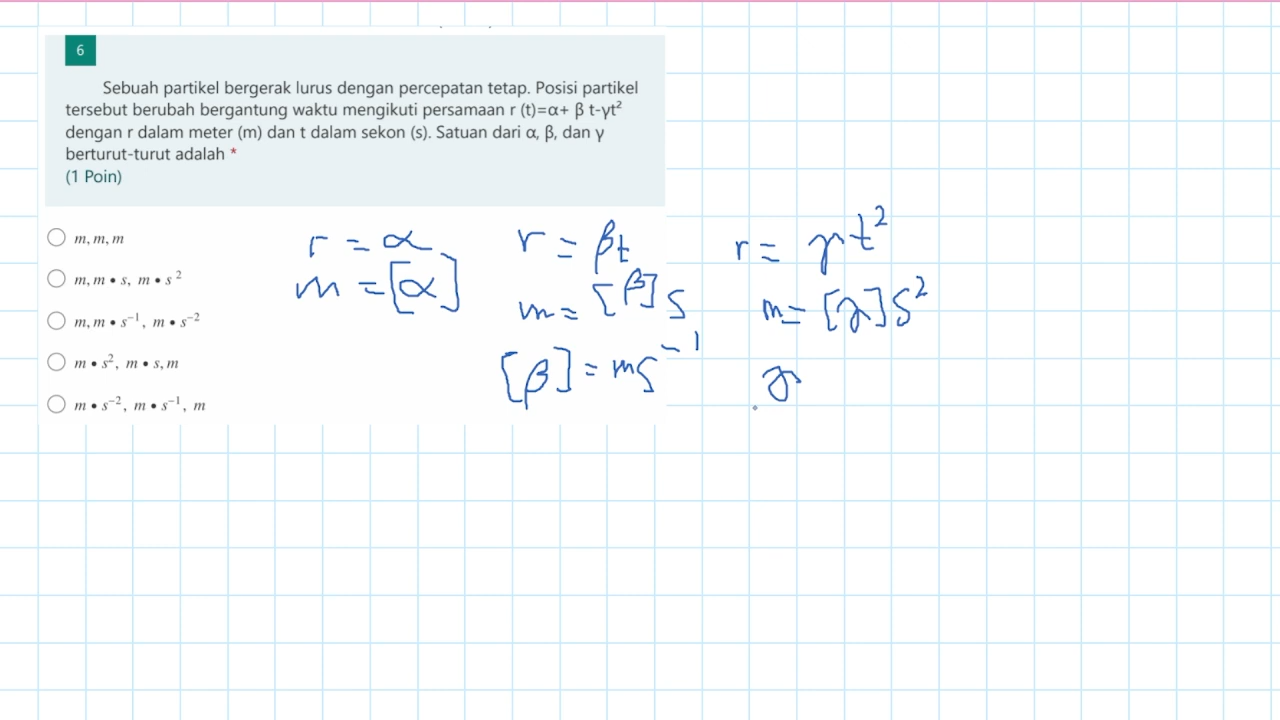 6
Sebuah partikel bergerak lurus dengan percepatan tetap. Posisi partikel
tersebut berubah bergantung waktu mengikuti persamaan r (t)=α+ β t-γt²
dengan r dalam meter (m) dan t dalam sekon (s). Satuan dari α, β, dan γ
berturut-turut adalah *
(1 Poin)
m, m, m
m, m • s, m • s²
m, m • s⁻¹, m • s⁻²
m • s², m • s, m
m • s⁻², m • s⁻¹, m
r = α
m = [α]
r = βt
m = [β] s
[β] = ms⁻¹
r = γt²
m = [γ] s²
γ